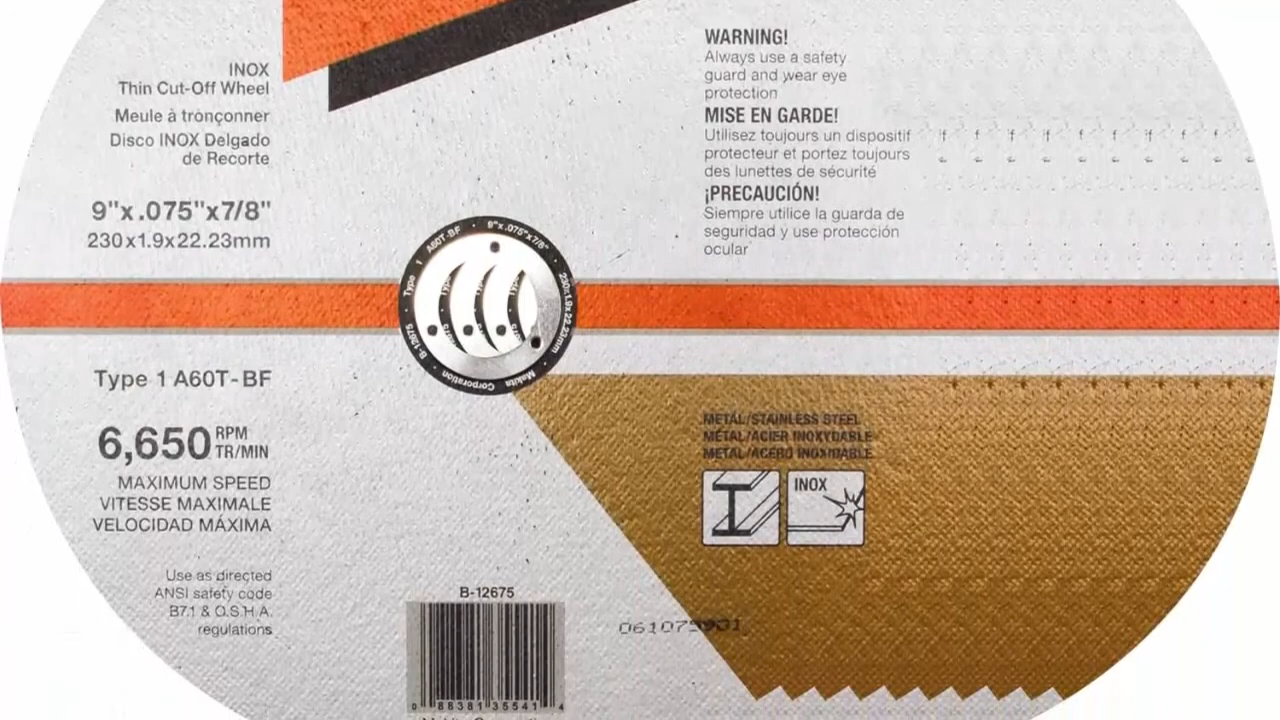 INOX
Thin Cut-Off Wheel
Meule à tronçonner
Disco INOX Delgado
de Recorte
9"x.075"x7/8"
230x1.9x22.23mm
WARNING!
Always use a safety
guard and wear eye
protection
MISE EN GARDE!
Utilisez toujours un dispositif
protecteur et portez toujours
des lunettes de sécurité
¡PRECAUCIÓN!
Siempre utilice la guarda de
seguridad y use protección
ocular
Type 1 A60T-BF · 9"x.075"x7/8" · 230x1.9x22.23mm · Makita Corporation · B-12675
Type 1 A60T-BF
6,650 RPM
TR/MIN
MAXIMUM SPEED
VITESSE MAXIMALE
VELOCIDAD MÁXIMA
Use as directed
ANSI safety code
B7.1 & O.S.H.A.
regulations
METAL/STAINLESS STEEL
MÉTAL/ACIER INOXYDABLE
METAL/ACERO INOXIDABLE
INOX
B-12675
0 88381 35541 4